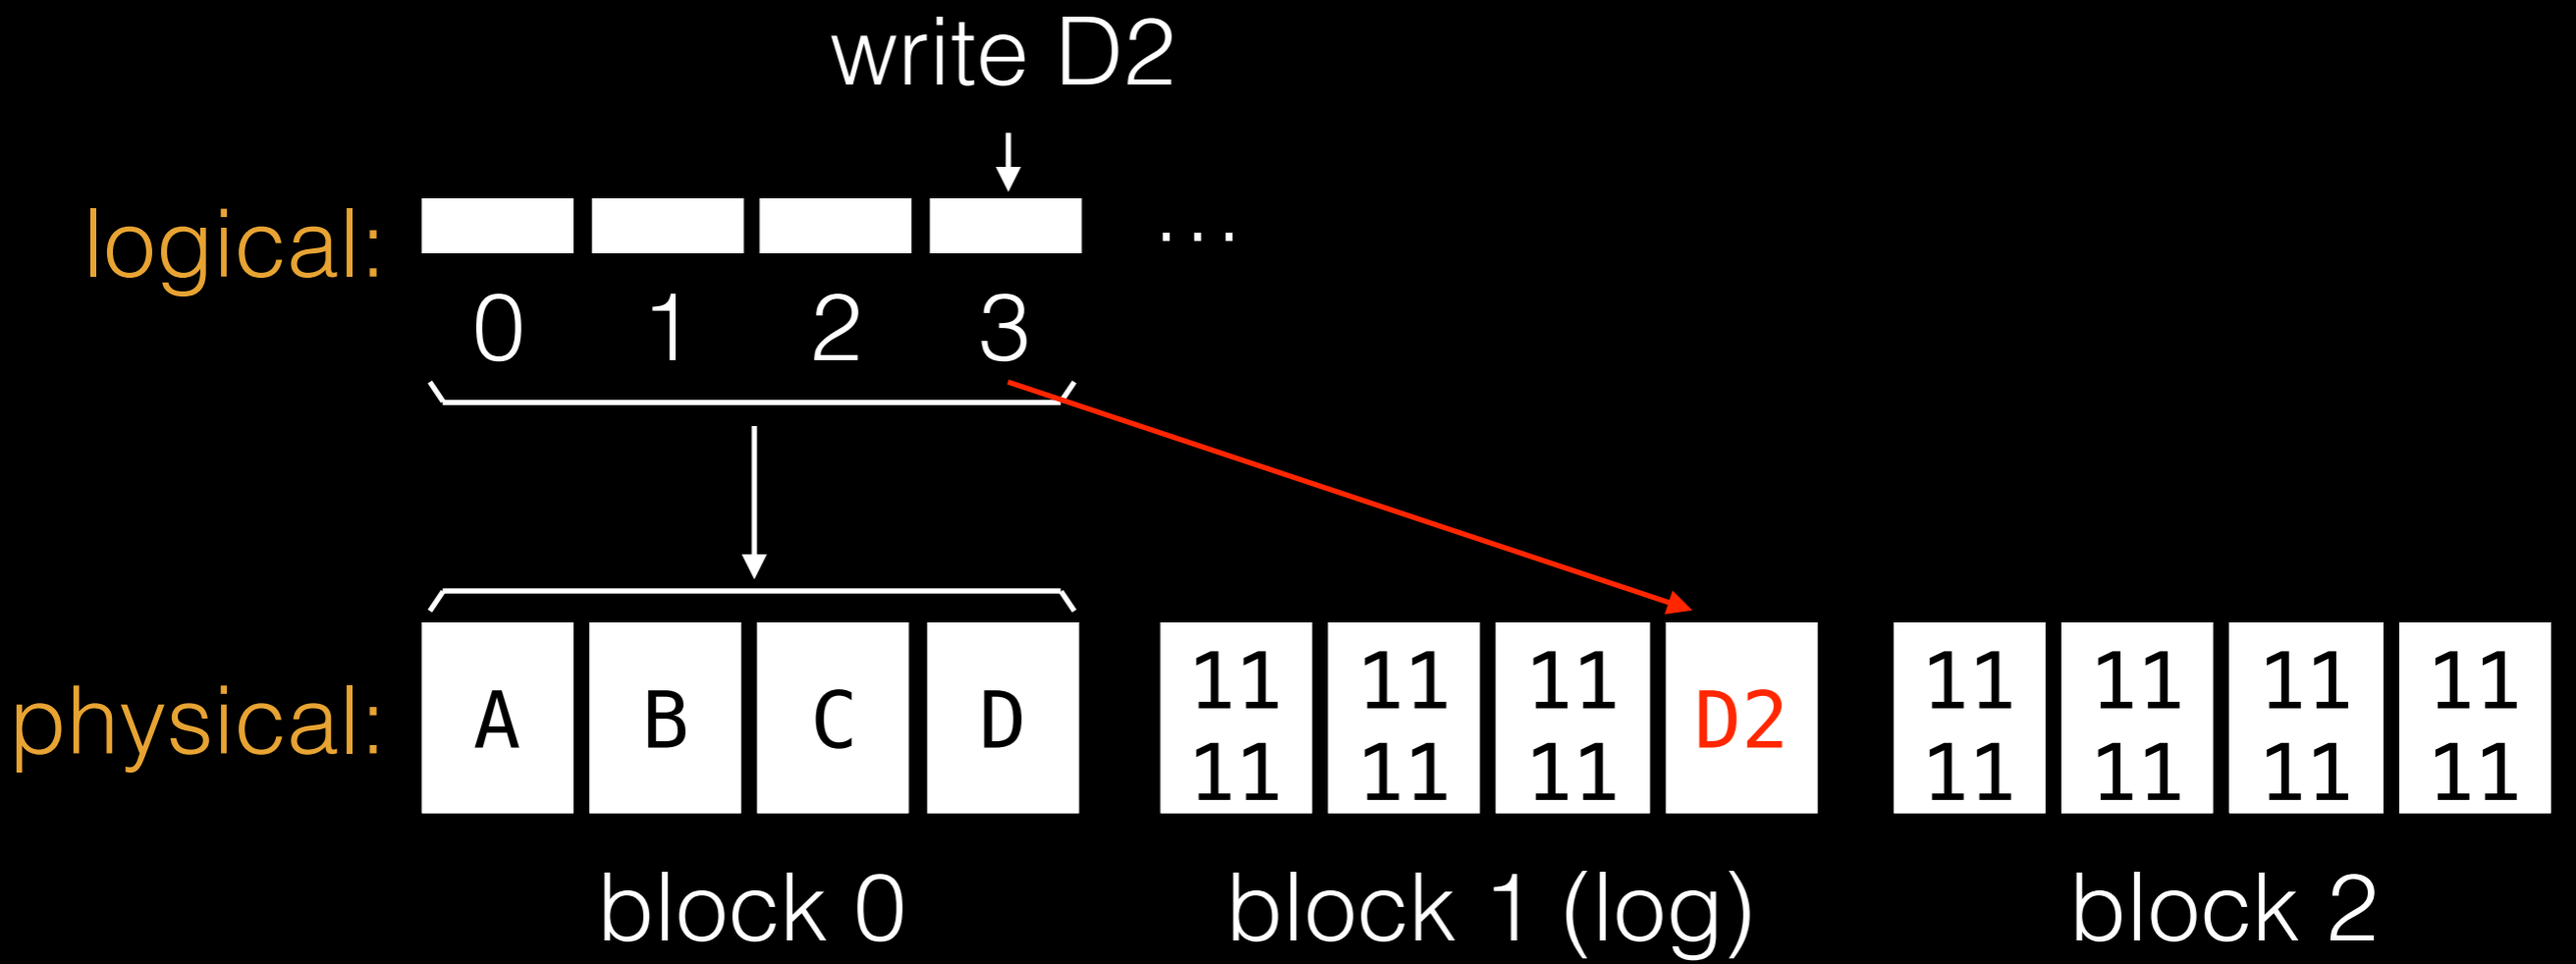 write D2
logical:
...
0 1 2 3
physical:
A B C D 11 11 11 D2 11 11 11 11
11 11 11 11 11 11 11
block 0 block 1 (log) block 2